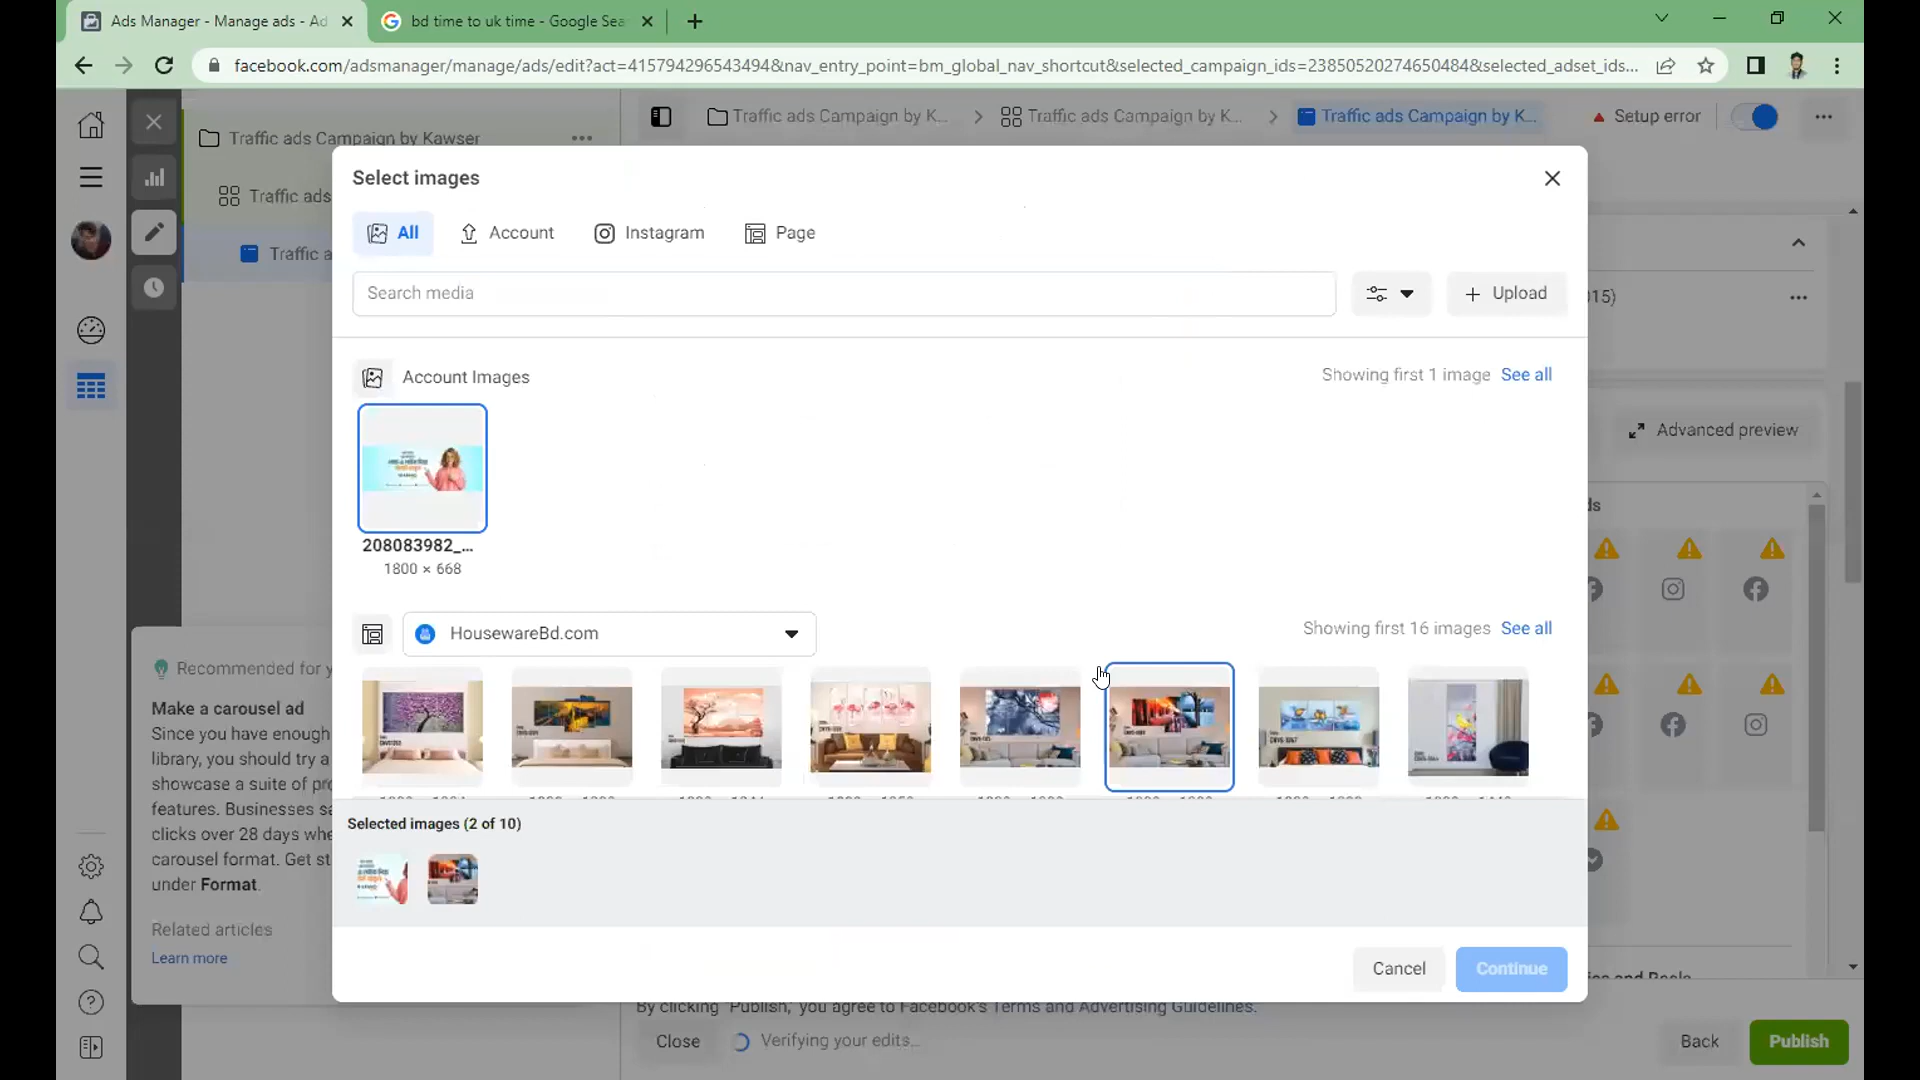 Ads Manager - Manage ads - Ad
bd time to uk time - Google Sea
facebook.com/adsmanager/manage/ads/edit?act=415794296543494&nav_entry_point=bm_global_nav_shortcut&selected_campaign_ids=23850520274650484&selected_adset_ids...
Traffic ads Campaign by Kawser
Traffic ads Campaign by K...
Traffic ads Campaign by K...
Traffic ads Campaign by K...
Setup error
Traffic ads
Traffic a
Select images
All
Account
Instagram
Page
Search media
Upload
015)
Account Images
Showing first 1 image
See all
Advanced preview
208083982_...
1800 × 668
HousewareBd.com
Showing first 16 images
See all
Recommended for y
Make a carousel ad
Since you have enough
library, you should try a
showcase a suite of pr
features. Businesses sa
clicks over 28 days whe
carousel format. Get st
under Format.
Related articles
Learn more
Selected images (2 of 10)
Cancel
Continue
By clicking "Publish," you agree to Facebook's Terms and Advertising Guidelines.
Close
Verifying your edits...
Back
Publish